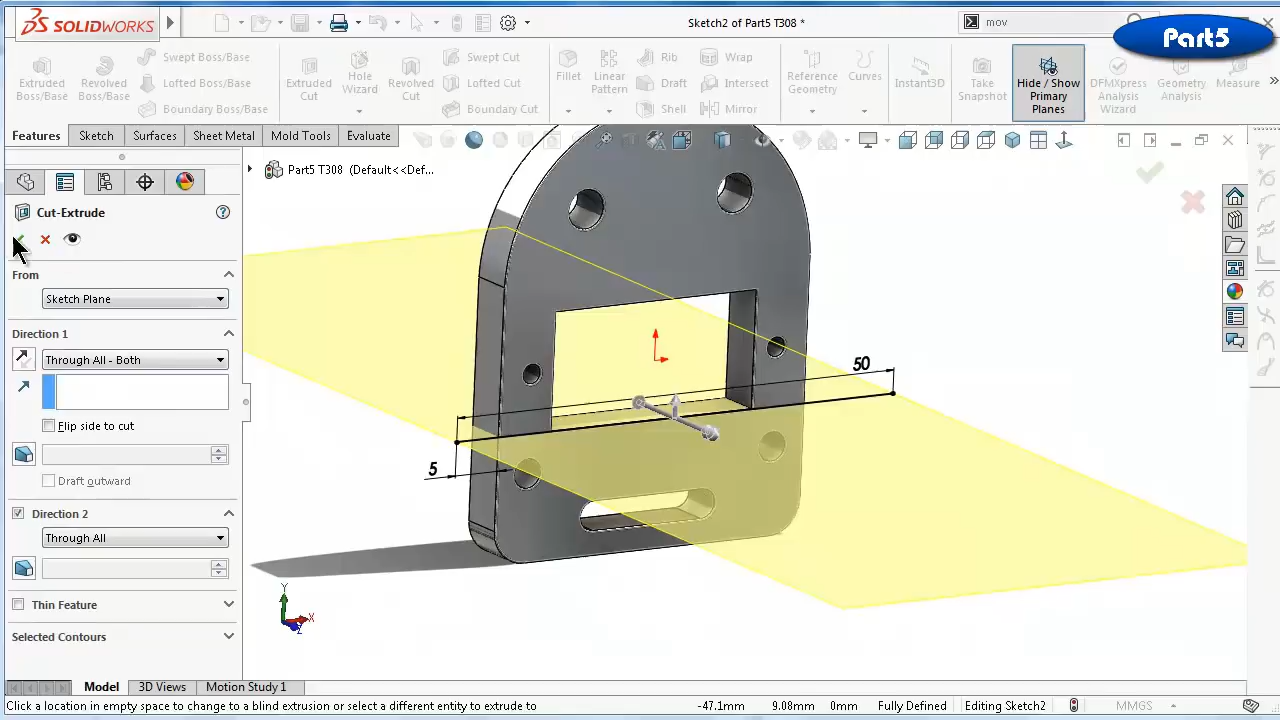 SOLIDWORKS
Sketch2 of Part5 T308 *
mov
Part5
Extruded Boss/Base
Revolved Boss/Base
Swept Boss/Base
Lofted Boss/Base
Boundary Boss/Base
Extruded Cut
Hole Wizard
Revolved Cut
Swept Cut
Lofted Cut
Boundary Cut
Fillet
Linear Pattern
Rib
Draft
Shell
Wrap
Intersect
Mirror
Reference Geometry
Curves
Instant3D
Take Snapshot
Hide / Show Primary Planes
DFMXpress Analysis Wizard
Geometry Analysis
Measure
Features
Sketch
Surfaces
Sheet Metal
Mold Tools
Evaluate
Part5 T308 (Default<<Def...
Cut-Extrude
From
Sketch Plane
Direction 1
Through All - Both
Flip side to cut
Draft outward
Direction 2
Through All
Thin Feature
Selected Contours
50
5
Y
X
Z
Model
3D Views
Motion Study 1
Click a location in empty space to change to a blind extrusion or select a different entity to extrude to
-47.1mm
9.08mm
0mm
Fully Defined
Editing Sketch2
MMGS